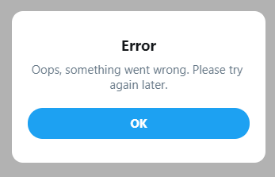 Error
Oops, something went wrong. Please try
again later.
OK